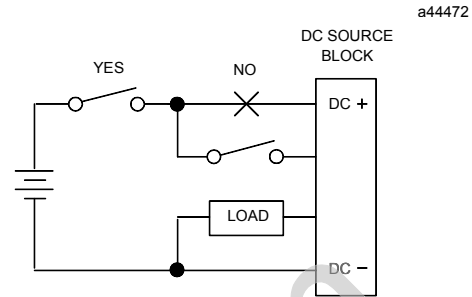 a44472
DC SOURCE
BLOCK
YES
NO
DC +
LOAD
DC −